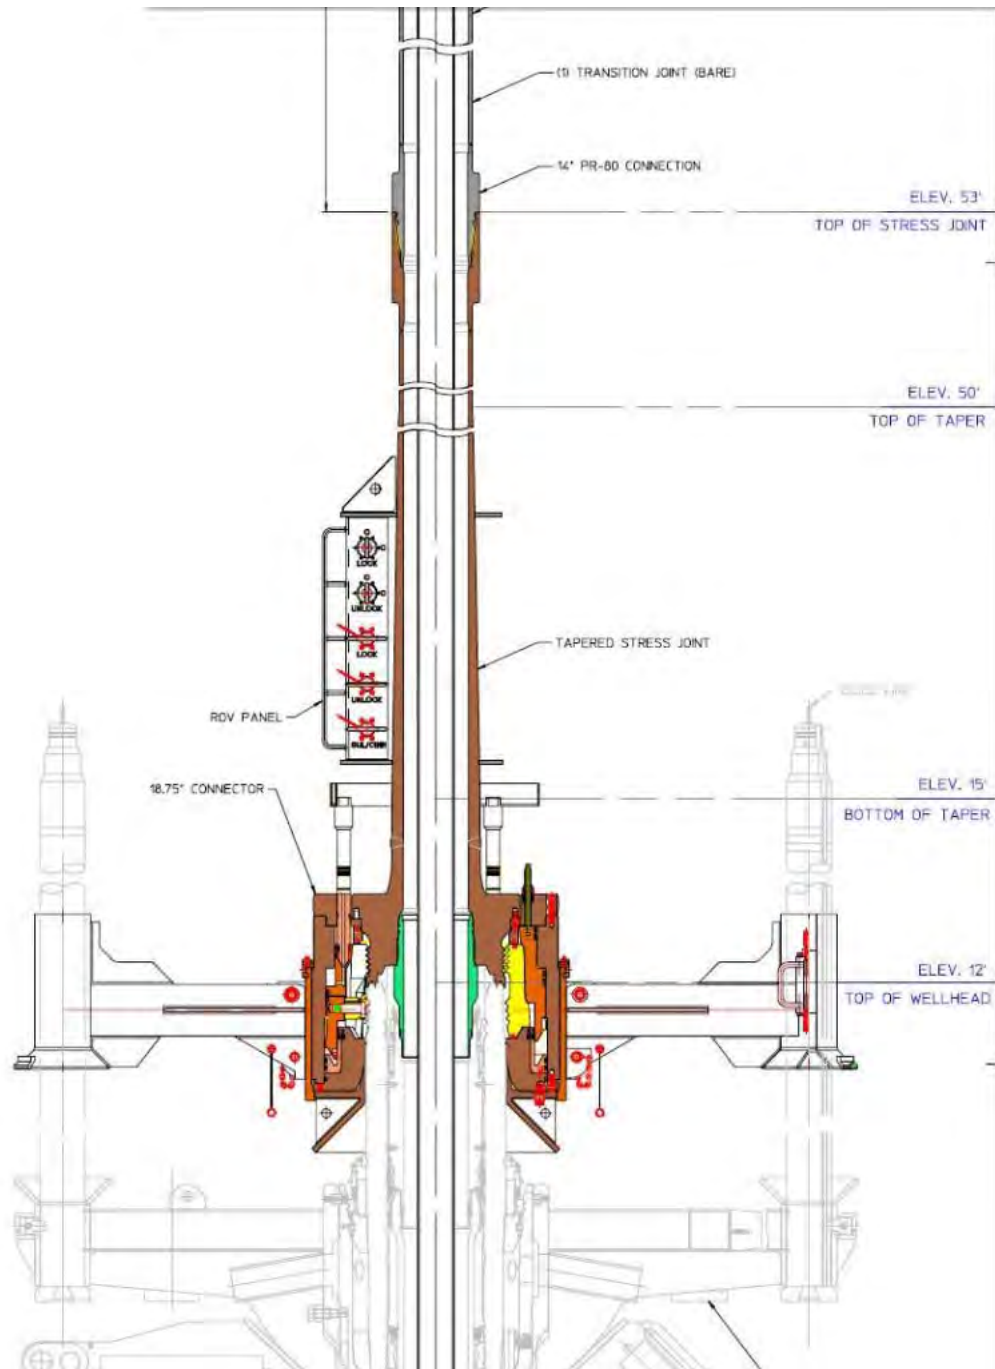 (1) TRANSITION JOINT (BARE)
14" PR-80 CONNECTION
ELEV. 53'
TOP OF STRESS JOINT
ELEV. 50'
TOP OF TAPER
LOCK
UNLOCK
LOCK
UNLOCK
TAPERED STRESS JOINT
ROV PANEL
18.75" CONNECTOR
ELEV. 15'
BOTTOM OF TAPER
ELEV. 12'
TOP OF WELLHEAD